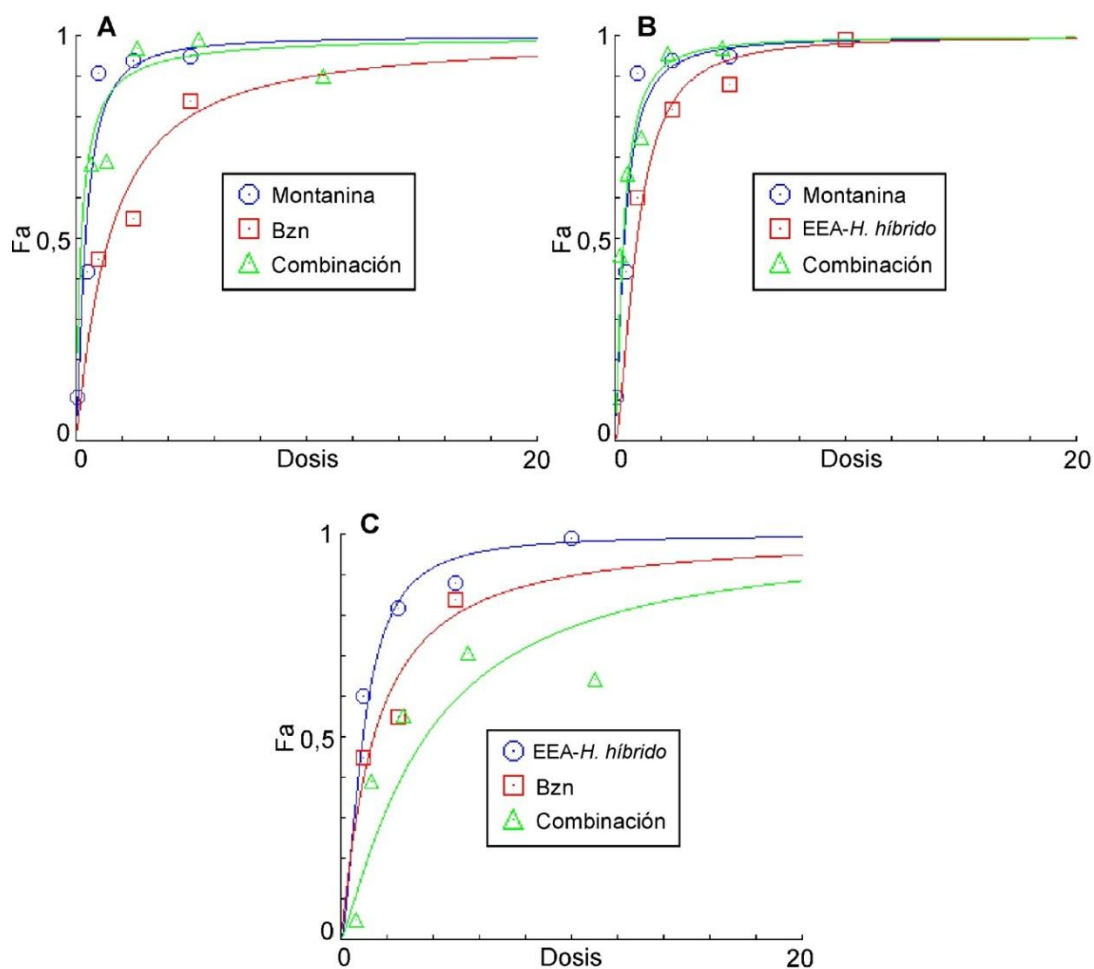 A
1
Fa
0,5
Montanina
Bzn
Combinación
0
0
Dosis
20
B
1
Fa
0,5
Montanina
EEA-H. híbrido
Combinación
0
0
Dosis
20
C
1
Fa
0,5
EEA-H. híbrido
Bzn
Combinación
0
0
Dosis
20